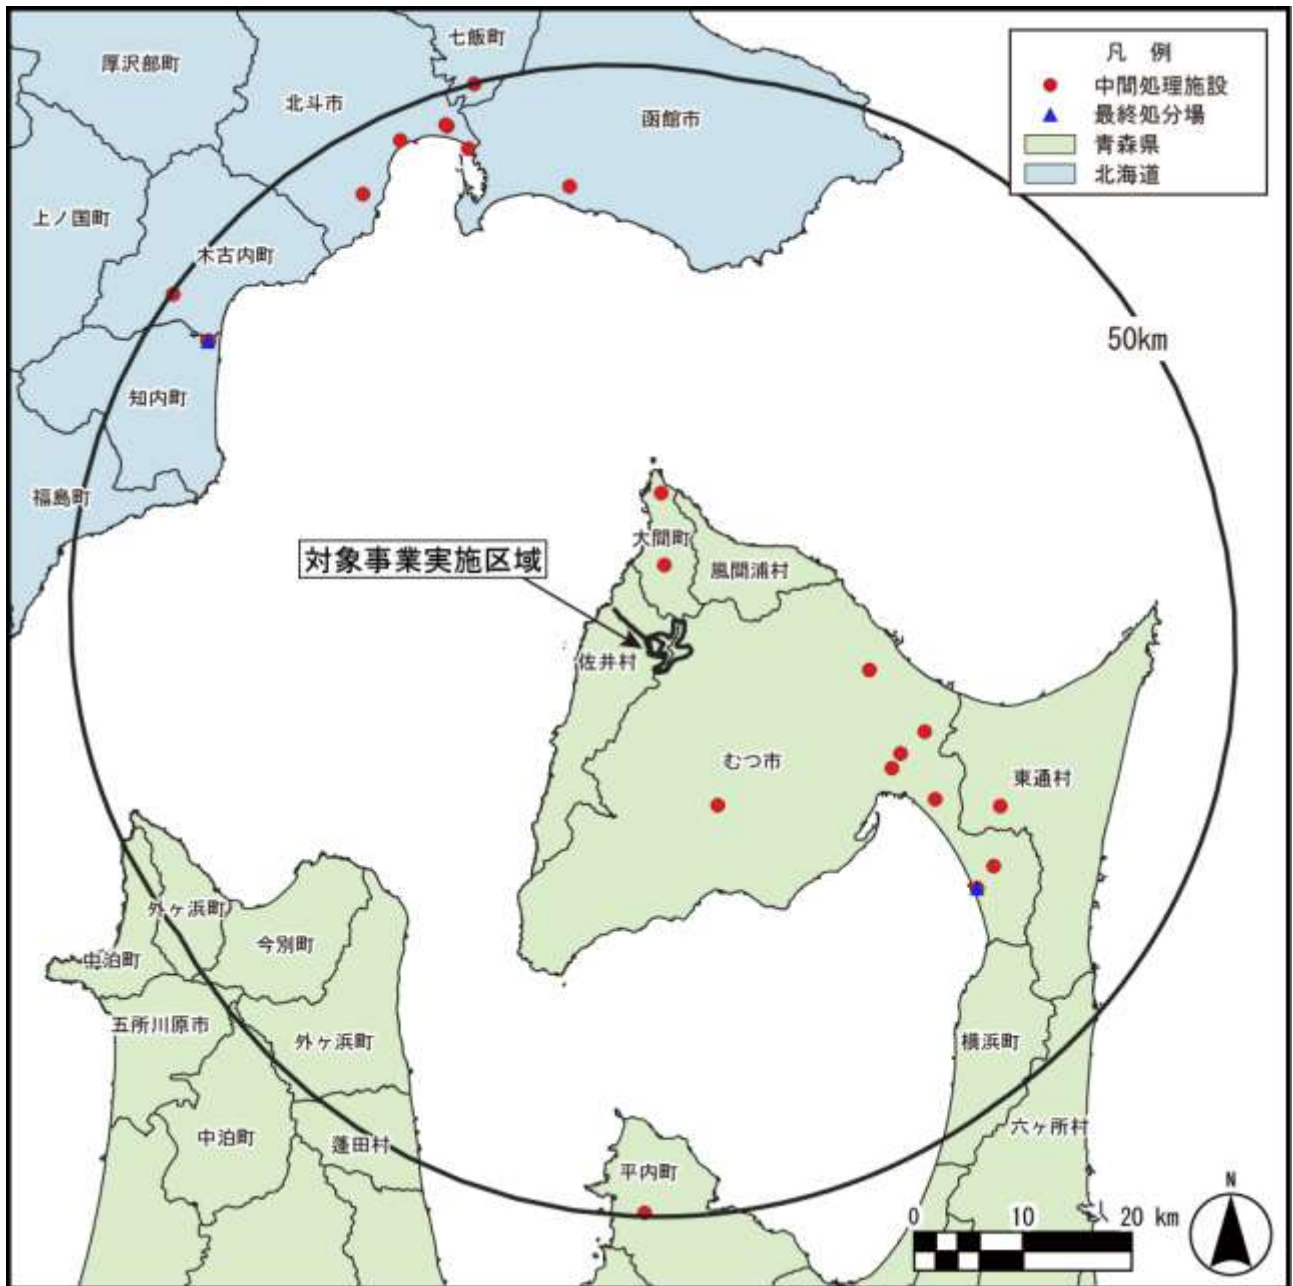 七飯町
厚沢部町
北斗市
函館市
凡 例
中間処理施設
最終処分場
青森県
北海道
上ノ国町
木古内町
50km
知内町
福島町
大間町
対象事業実施区域
風間浦村
佐井村
むつ市
東通村
外ヶ浜町
今別町
中泊町
五所川原市
外ヶ浜町
横浜町
中泊町
蓬田村
六ヶ所村
平内町
N
0 10 20 km